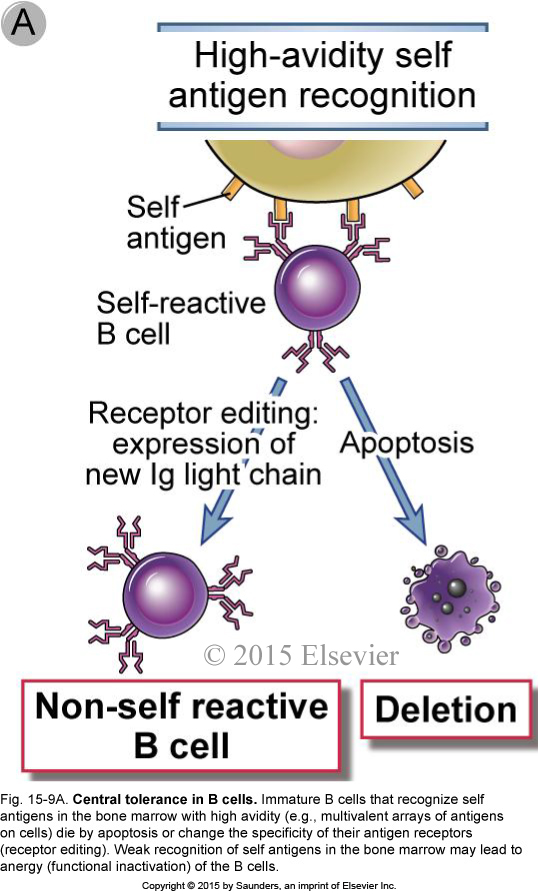 A
High-avidity self
antigen recognition
Self
antigen
Self-reactive
B cell
Receptor editing:
expression of
new Ig light chain
Apoptosis
© 2015 Elsevier
Non-self reactive
B cell
Deletion
Fig. 15-9A. Central tolerance in B cells. Immature B cells that recognize self
antigens in the bone marrow with high avidity (e.g., multivalent arrays of antigens
on cells) die by apoptosis or change the specificity of their antigen receptors
(receptor editing). Weak recognition of self antigens in the bone marrow may lead to
anergy (functional inactivation) of the B cells.
Copyright © 2015 by Saunders, an imprint of Elsevier Inc.